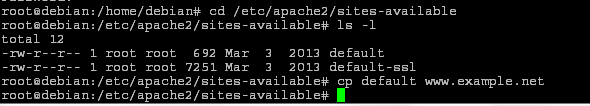 root@debian:/home/debian# cd /etc/apache2/sites-available
root@debian:/etc/apache2/sites-available# ls -l
total 12
-rw-r--r-- 1 root root  692 Mar  3  2013 default
-rw-r--r-- 1 root root 7251 Mar  3  2013 default-ssl
root@debian:/etc/apache2/sites-available# cp default www.example.net
root@debian:/etc/apache2/sites-available#